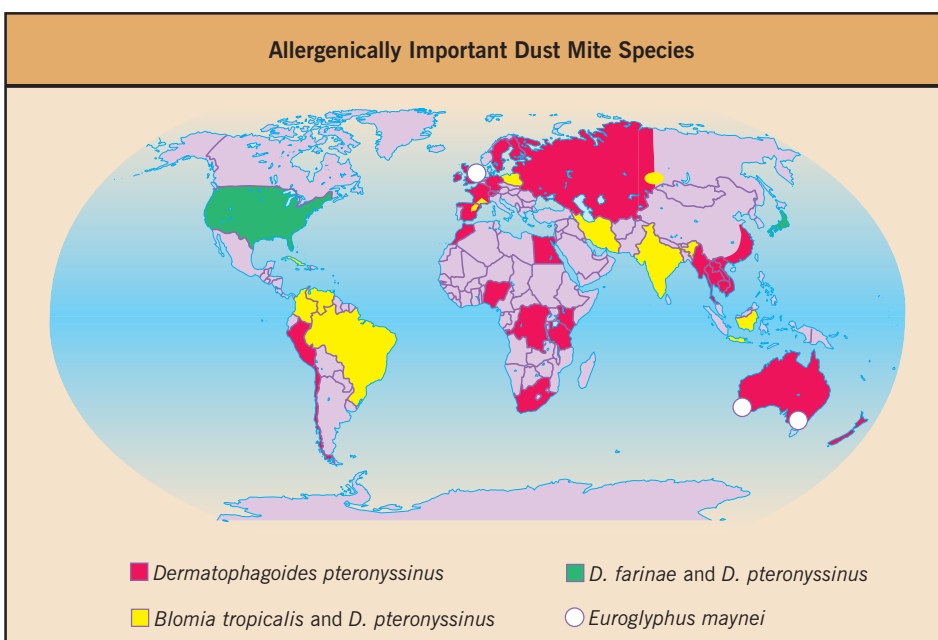 Allergenically Important Dust Mite Species
Dermatophagoides pteronyssinus
D. farinae and D. pteronyssinus
Blomia tropicalis and D. pteronyssinus
Euroglyphus maynei